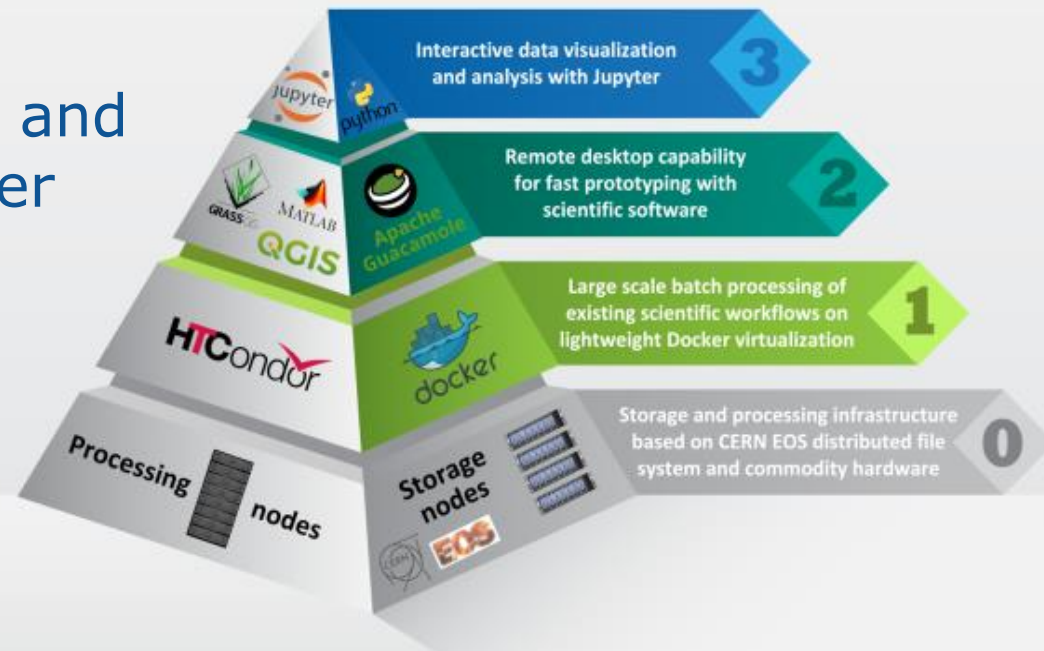 and
er
jupyter
python
Interactive data visualization
and analysis with Jupyter
3
GRASS GIS
MATLAB
QGIS
Apache
Guacamole
Remote desktop capability
for fast prototyping with
scientific software
2
HTCondor
docker
Large scale batch processing of
existing scientific workflows on
lightweight Docker virtualization
1
Processing
nodes
Storage
nodes
CERN
EOS
Storage and processing infrastructure
based on CERN EOS distributed file
system and commodity hardware
0